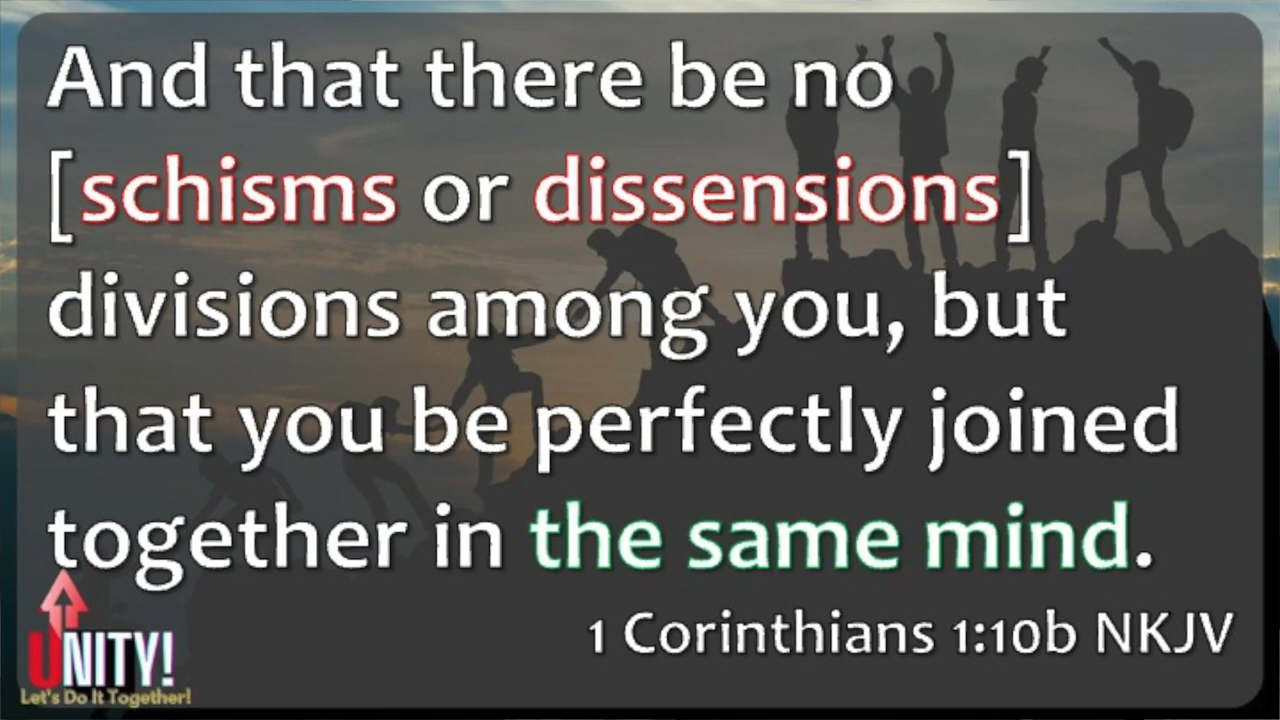 And that there be no
[schisms or dissensions]
divisions among you, but
that you be perfectly joined
together in the same mind.
1 Corinthians 1:10b NKJV
UNITY!
Let's Do It Together!